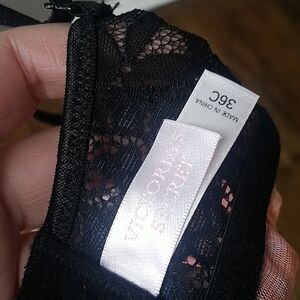 VICTORIA'S
SECRET
36C
MADE IN CHINA